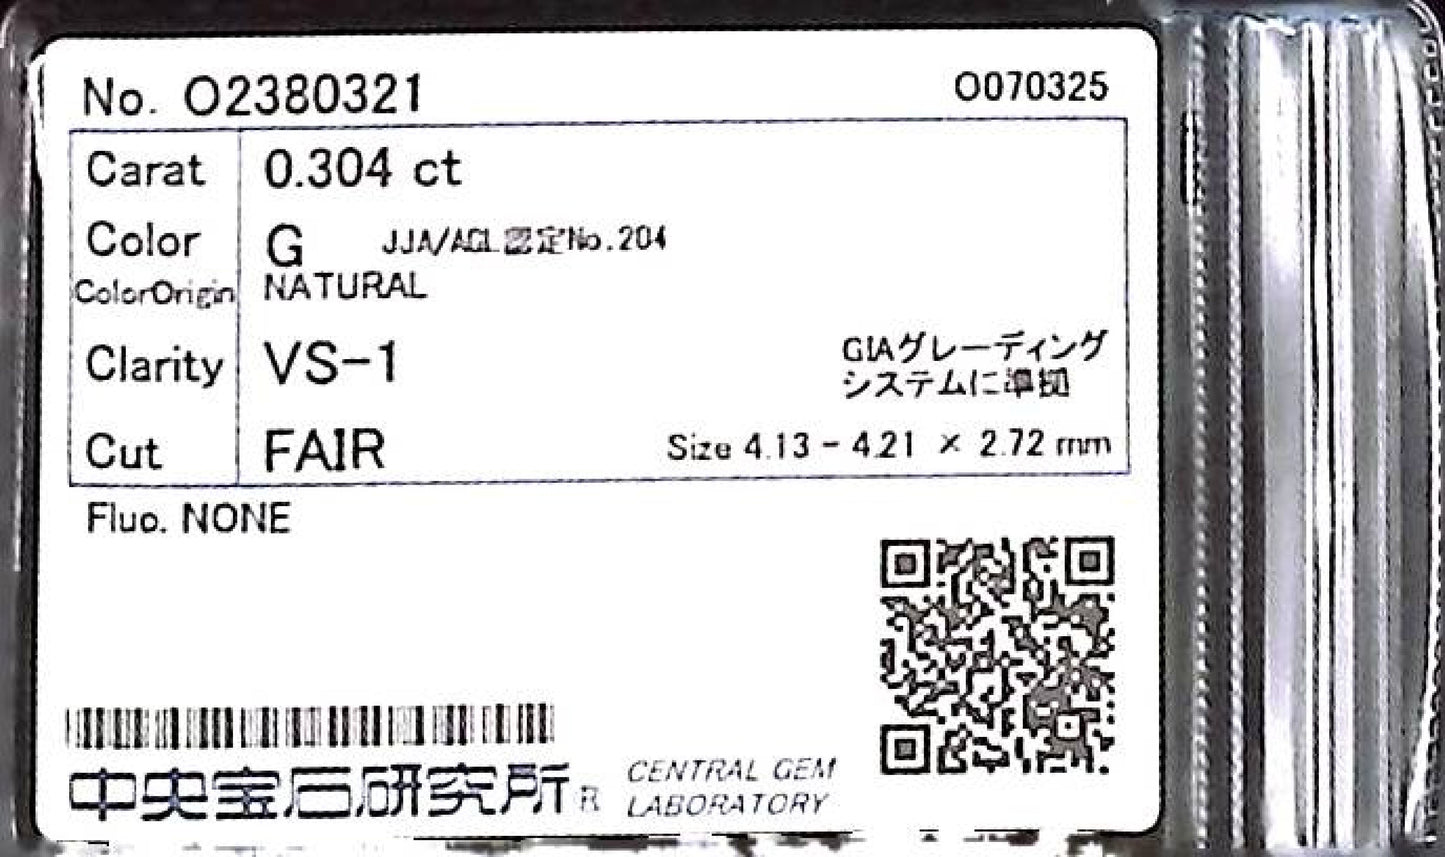 No. O2380321 O070325
Carat 0.304 ct
Color G JJA/AGL認定No.204
ColorOrigin NATURAL
Clarity VS-1 GIAグレーディング
システムに準拠
Cut FAIR Size 4.13 - 4.21 × 2.72 mm
Fluo. NONE
中央宝石研究所 R CENTRAL GEM
LABORATORY